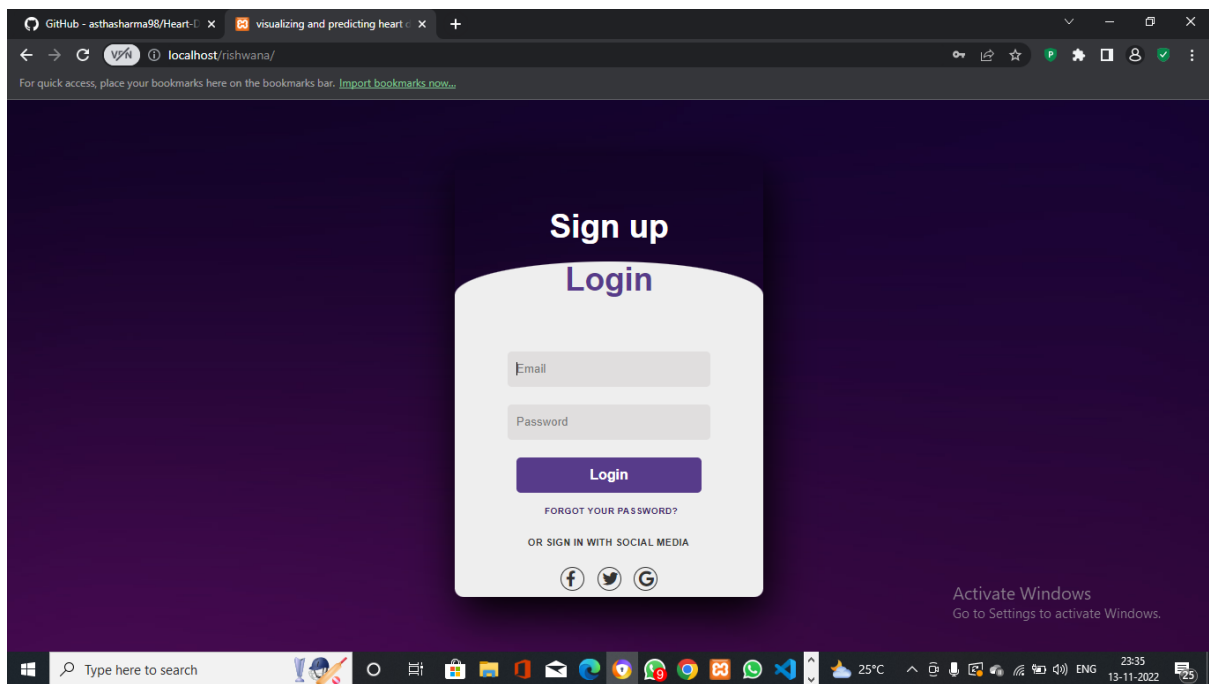 GitHub - asthasharma98/Heart-D
visualizing and predicting heart d
VPN
localhost/rishwana/
For quick access, place your bookmarks here on the bookmarks bar. Import bookmarks now...
Sign up
Login
Email
Password
Login
FORGOT YOUR PASSWORD?
OR SIGN IN WITH SOCIAL MEDIA
Activate Windows
Go to Settings to activate Windows.
Type here to search
25°C
ENG
23:35
13-11-2022
25